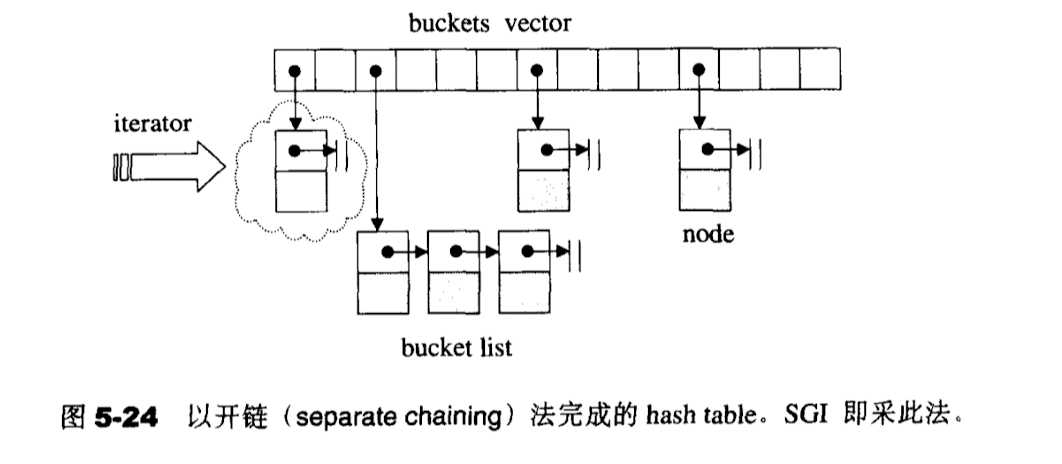 buckets vector
iterator
node
bucket list
图 5-24 以开链（separate chaining）法完成的 hash table。SGI 即采此法。